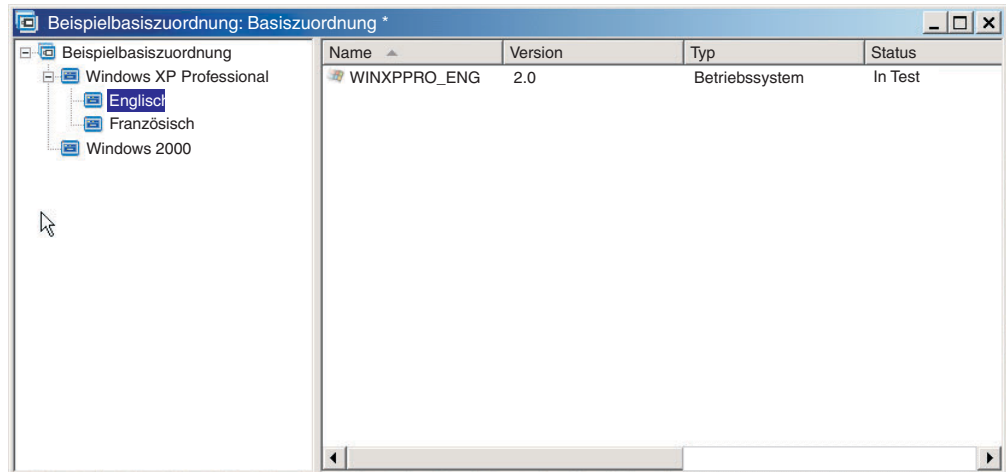 Beispielbasiszuordnung: Basiszuordnung *
Beispielbasiszuordnung
Windows XP Professional
Englisch
Französisch
Windows 2000
Name Version Typ Status
WINXPPRO_ENG 2.0 Betriebssystem In Test